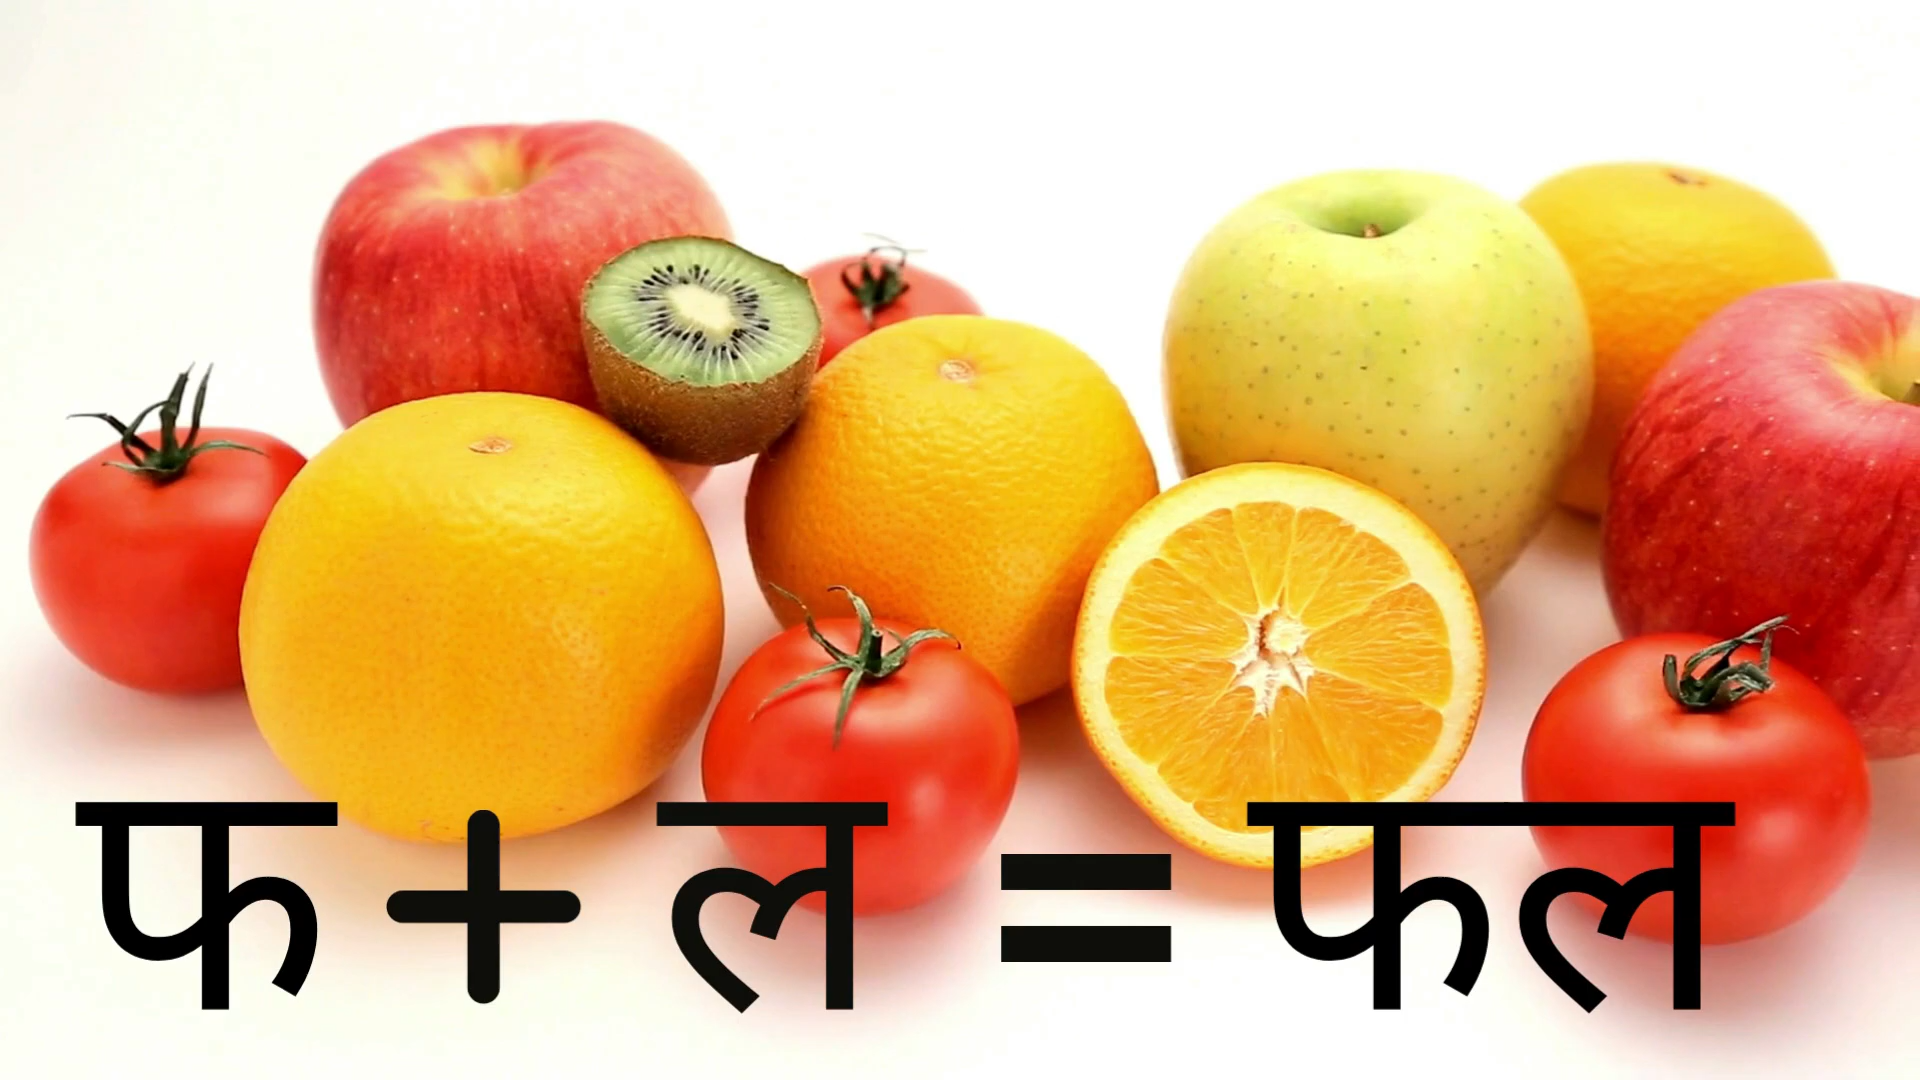 फ + ल = फल